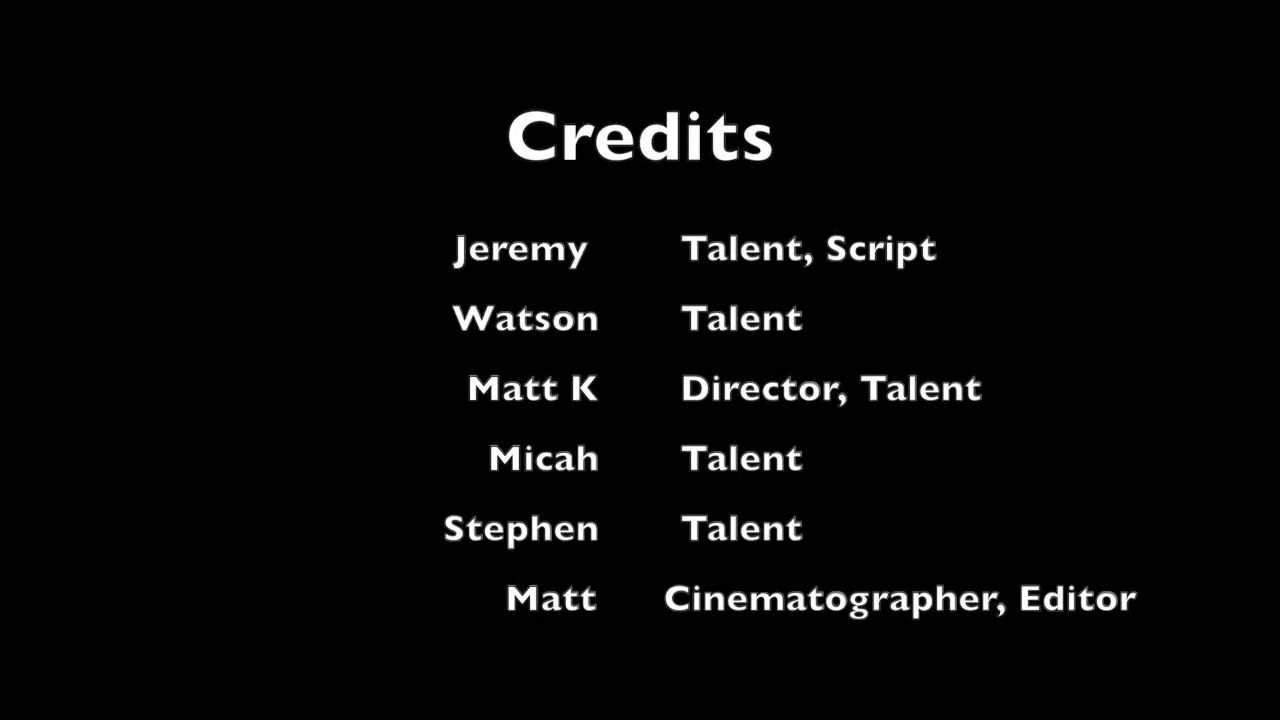 Credits
Jeremy Talent, Script
Watson Talent
Matt K Director, Talent
Micah Talent
Stephen Talent
Matt Cinematographer, Editor